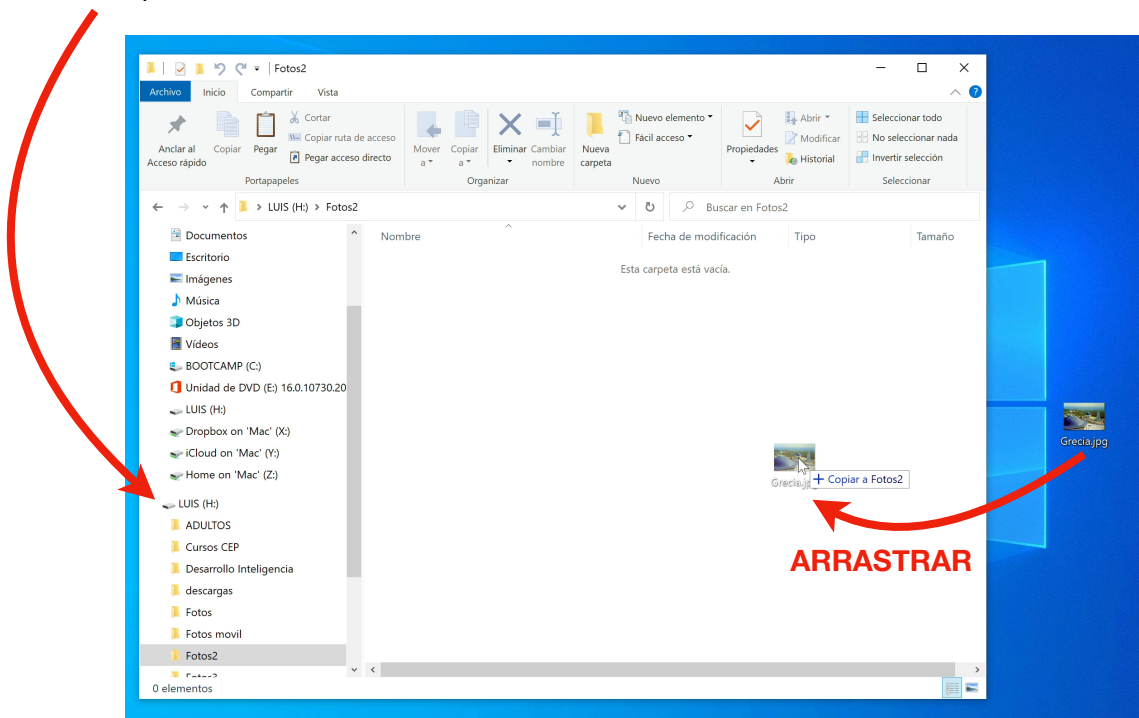 Fotos2
Archivo Inicio Compartir Vista
Anclar al Acceso rápido
Copiar
Pegar
Cortar
Copiar ruta de acceso
Pegar acceso directo
Portapapeles
Mover a
Copiar a
Eliminar
Cambiar nombre
Organizar
Nueva carpeta
Nuevo elemento
Fácil acceso
Nuevo
Propiedades
Abrir
Modificar
Historial
Abrir
Seleccionar todo
No seleccionar nada
Invertir selección
Seleccionar
LUIS (H:) > Fotos2
Buscar en Fotos2
Nombre Fecha de modificación Tipo Tamaño
Esta carpeta está vacía.
Documentos
Escritorio
Imágenes
Música
Objetos 3D
Vídeos
BOOTCAMP (C:)
Unidad de DVD (E:) 16.0.10730.20
LUIS (H:)
Dropbox on 'Mac' (X:)
iCloud on 'Mac' (Y:)
Home on 'Mac' (Z:)
LUIS (H:)
ADULTOS
Cursos CEP
Desarrollo Inteligencia
descargas
Fotos
Fotos movil
Fotos2
0 elementos
+ Copiar a Fotos2
Grecia.jpg
ARRASTRAR